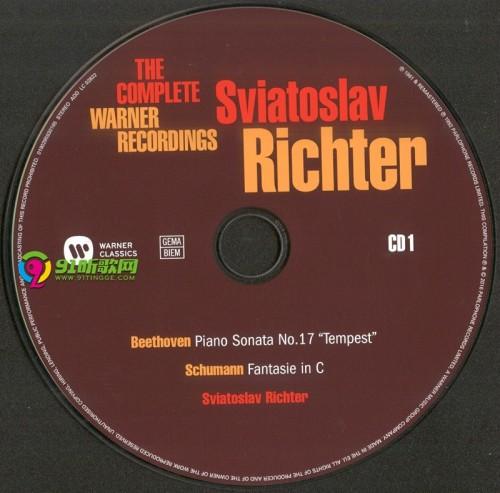 THE
COMPLETE
WARNER
RECORDINGS
Sviatoslav
Richter
WARNER
CLASSICS
GEMA
BIEM
CD 1
91听歌网
WWW.91TINGGE.COM
Beethoven Piano Sonata No.17 “Tempest”
Schumann Fantasie in C
Sviatoslav Richter